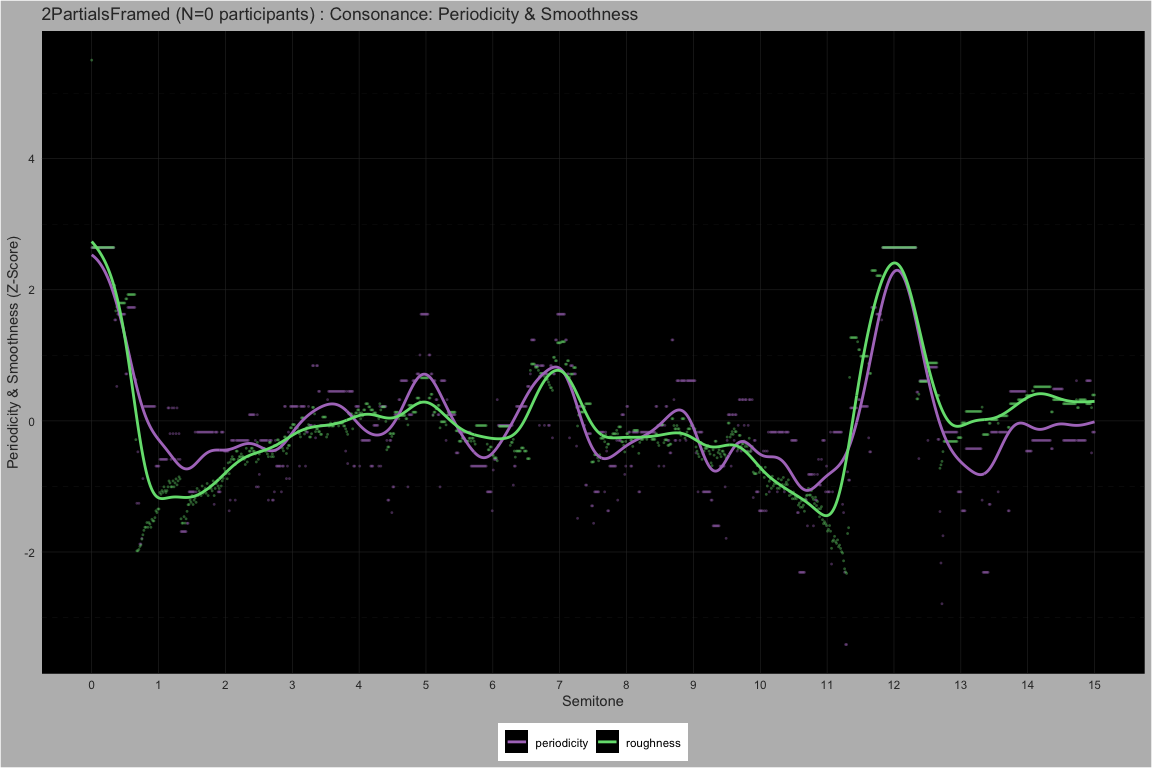 2PartialsFramed (N=0 participants) : Consonance: Periodicity & Smoothness
Periodicity & Smoothness (Z-Score)
4
2
0
-2
0 1 2 3 4 5 6 7 8 9 10 11 12 13 14 15
Semitone
periodicity roughness